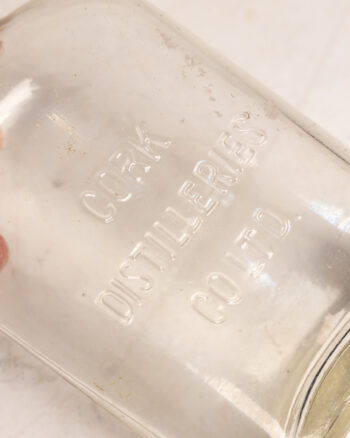 CORK
DISTILLERIES
CO LTD.